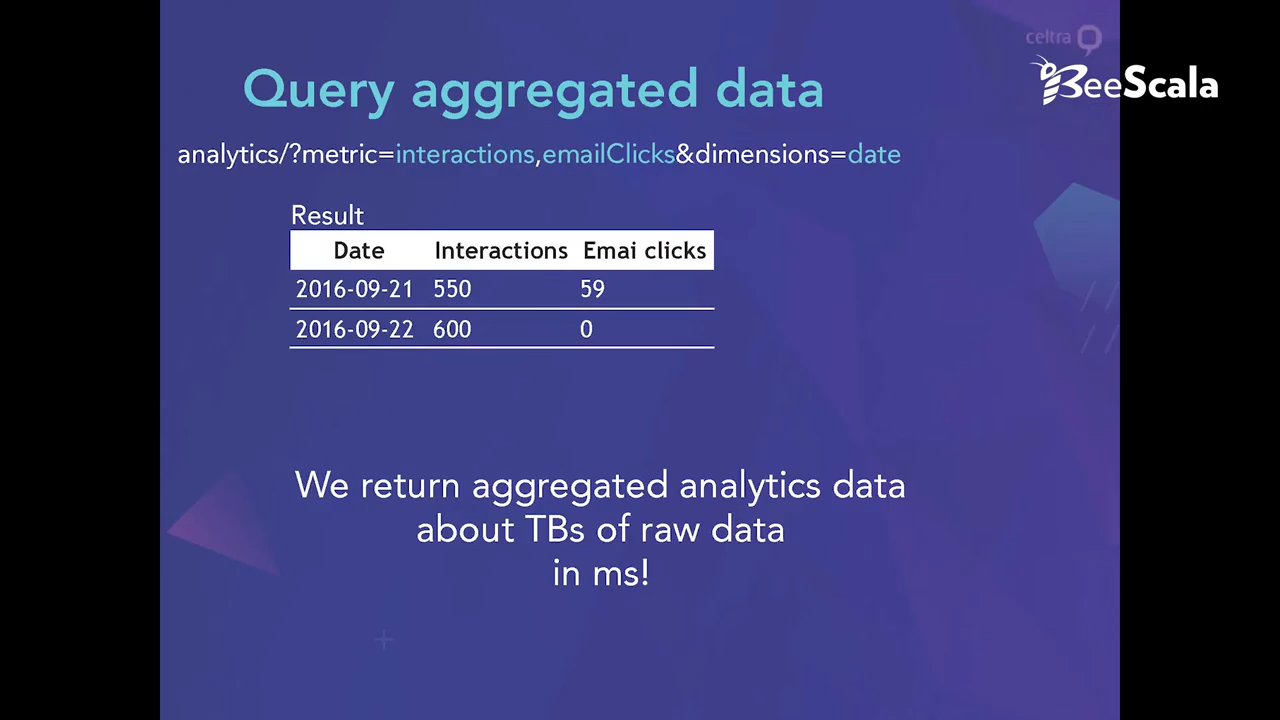 celtra
BeeScala
Query aggregated data
analytics/?metric=interactions,emailClicks&dimensions=date
Result
Date Interactions Emai clicks
2016-09-21 550 59
2016-09-22 600 0
We return aggregated analytics data
about TBs of raw data
in ms!